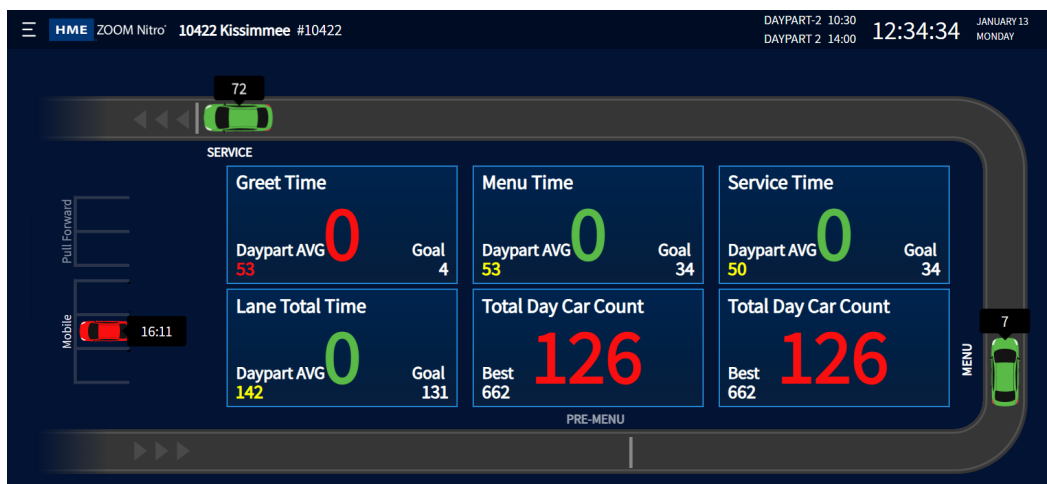 HME ZOOM Nitro® 10422 Kissimmee #10422
DAYPART-2 10:30
DAYPART 2 14:00
12:34:34
JANUARY 13
MONDAY
72
SERVICE
Greet Time
0
Daypart AVG
53
Goal
4
Menu Time
0
Daypart AVG
53
Goal
34
Service Time
0
Daypart AVG
50
Goal
34
Pull Forward
Mobile
16:11
Lane Total Time
0
Daypart AVG
142
Goal
131
Total Day Car Count
126
Best
662
Total Day Car Count
126
Best
662
7
MENU
PRE-MENU